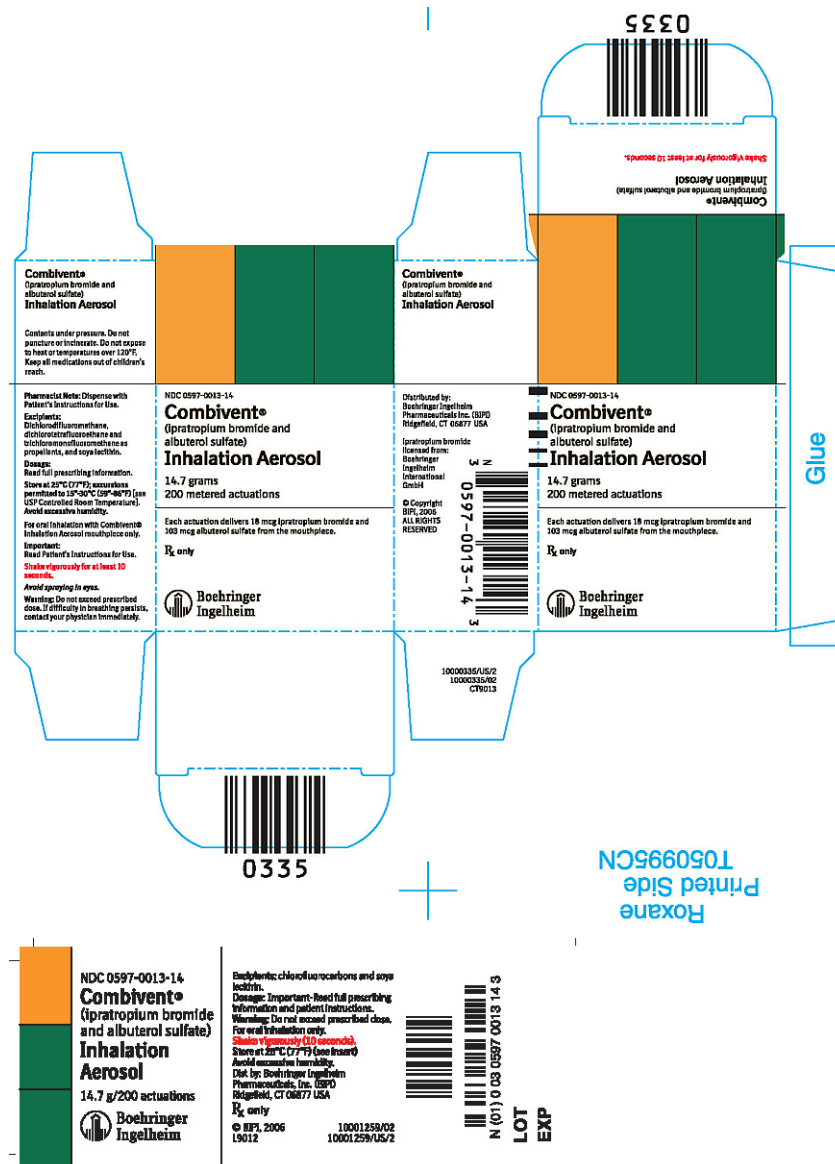 0335
Shake vigorously for at least 10 seconds.
Inhalation Aerosol
(ipratropium bromide and albuterol sulfate)
Combivent®
Combivent®
(ipratropium bromide and
albuterol sulfate)
Inhalation Aerosol
Contents under pressure. Do not
puncture or incinerate. Do not expose
to heat or temperatures over 120°F.
Keep all medications out of children's
reach.
Pharmacist Note: Dispense with
Patient's Instructions for Use.
Excipients:
Dichlorodifluoromethane,
dichlorotetrafluoroethane and
trichloromonofluoromethane as
propellants, and soya lecithin.
Dosage:
Read full prescribing information.
Store at 25°C (77°F); excursions
permitted to 15°-30°C (59°-86°F) [see
USP Controlled Room Temperature].
Avoid excessive humidity.
For oral inhalation with Combivent®
Inhalation Aerosol mouthpiece only.
Important:
Read Patient's Instructions for Use.
Shake vigorously for at least 10
seconds.
Avoid spraying in eyes.
Warning: Do not exceed prescribed
dose. If difficulty in breathing persists,
contact your physician immediately.
NDC 0597-0013-14
Combivent®
(ipratropium bromide and
albuterol sulfate)
Inhalation Aerosol
14.7 grams
200 metered actuations
Each actuation delivers 18 mcg ipratropium bromide and
103 mcg albuterol sulfate from the mouthpiece.
Rx only
Boehringer
Ingelheim
Combivent®
(ipratropium bromide and
albuterol sulfate)
Inhalation Aerosol
Distributed by:
Boehringer Ingelheim
Pharmaceuticals Inc. (BIPI)
Ridgefield, CT 06877 USA
Ipratropium bromide
licensed from:
Boehringer
Ingelheim
International
GmbH
© Copyright
BIPI, 2006
ALL RIGHTS
RESERVED
N
3 0597-0013-14 3
10000335/US/2
10000335/02
CT9013
NDC 0597-0013-14
Combivent®
(ipratropium bromide and
albuterol sulfate)
Inhalation Aerosol
14.7 grams
200 metered actuations
Each actuation delivers 18 mcg ipratropium bromide and
103 mcg albuterol sulfate from the mouthpiece.
Rx only
Boehringer
Ingelheim
Glue
0335
Roxane
Printed Side
T050995CN
NDC 0597-0013-14
Combivent®
(ipratropium bromide
and albuterol sulfate)
Inhalation
Aerosol
14.7 g/200 actuations
Boehringer
Ingelheim
Excipients: chlorofluorocarbons and soya
lecithin.
Dosage: Important-Read full prescribing
information and patient instructions.
Warning: Do not exceed prescribed dose.
For oral inhalation only.
Shake vigorously (10 seconds).
Store at 25°C (77°F) (see insert)
Avoid excessive humidity.
Dist by: Boehringer Ingelheim
Pharmaceuticals, Inc. (BIPI)
Ridgefield, CT 06877 USA
Rx only
© BIPI, 2006 10001259/02
L9012 10001259/US/2
N (01) 0 03 0597 0013 14 3
LOT
EXP